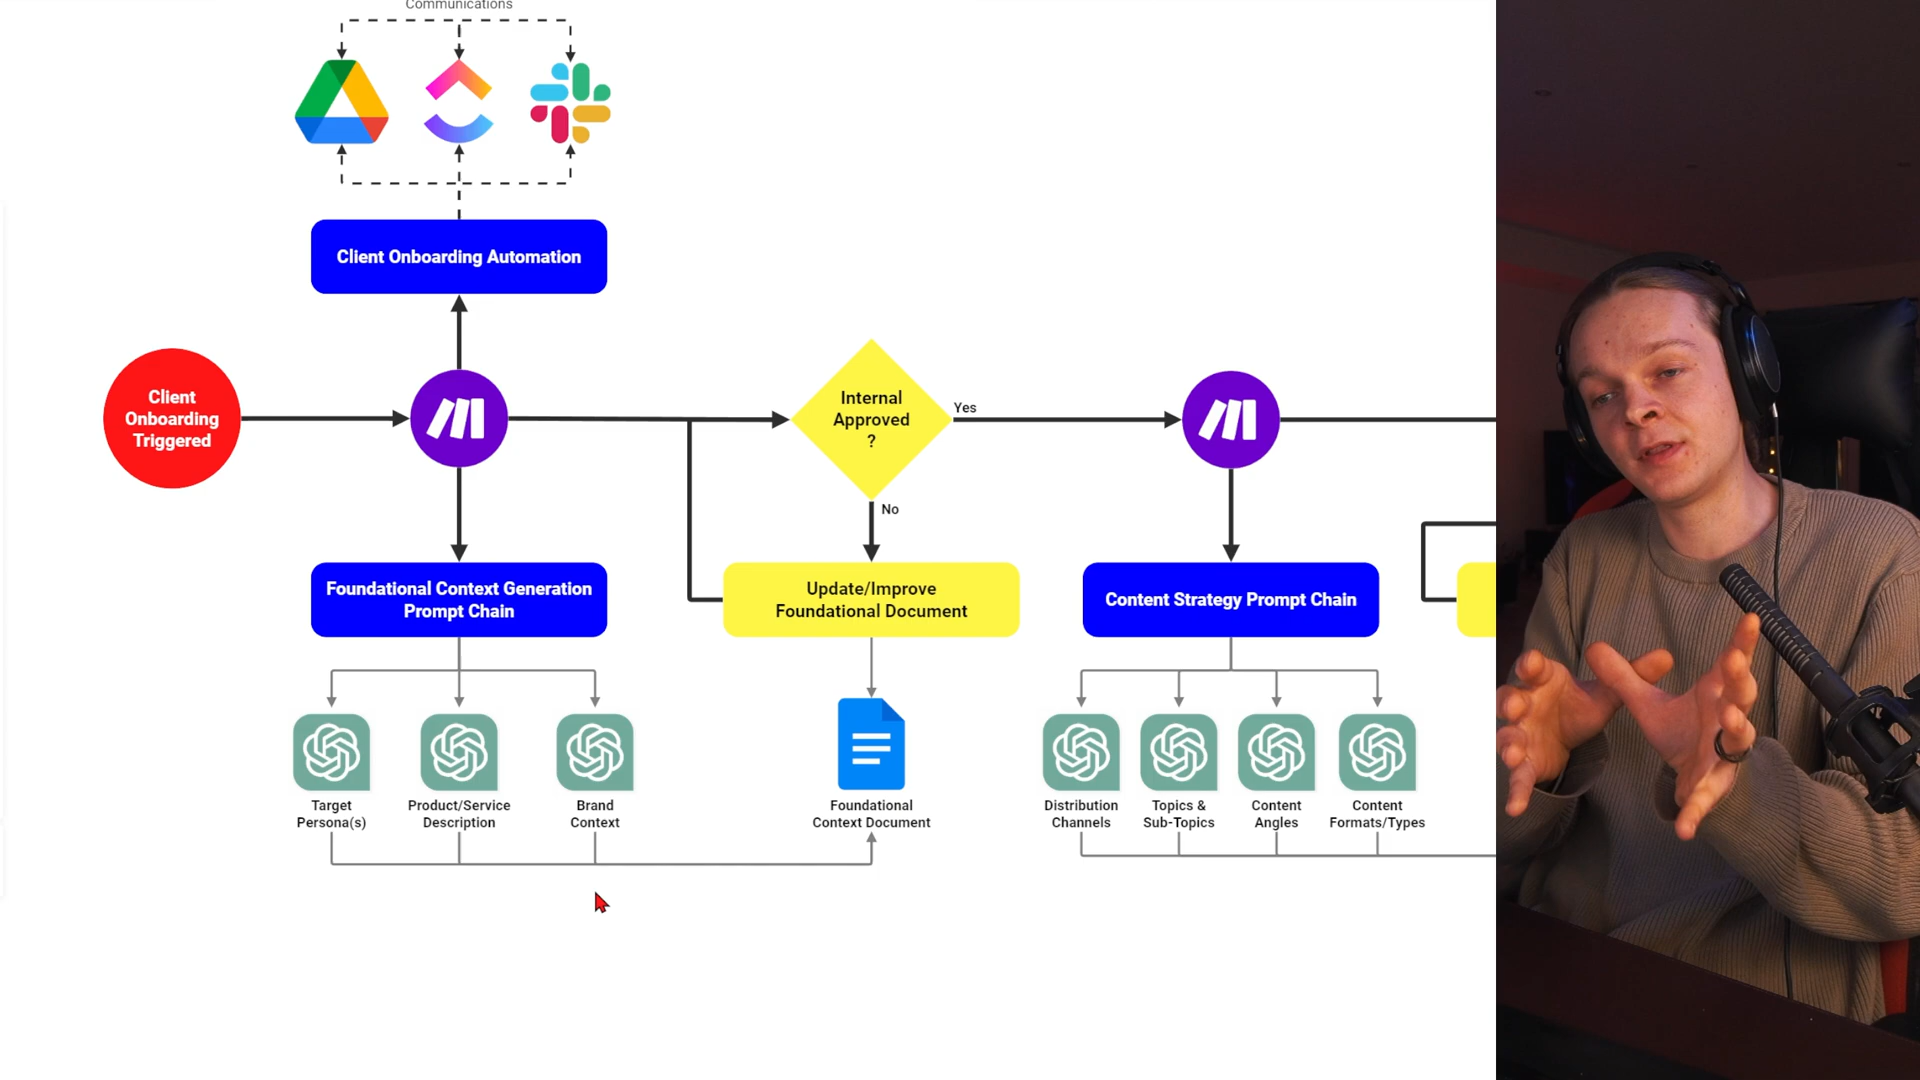 Communications
Client Onboarding Automation
Client
Onboarding
Triggered
Internal
Approved
?
Yes
No
Foundational Context Generation
Prompt Chain
Update/Improve
Foundational Document
Content Strategy Prompt Chain
Target
Persona(s)
Product/Service
Description
Brand
Context
Foundational
Context Document
Distribution
Channels
Topics &
Sub-Topics
Content
Angles
Content
Formats/Types